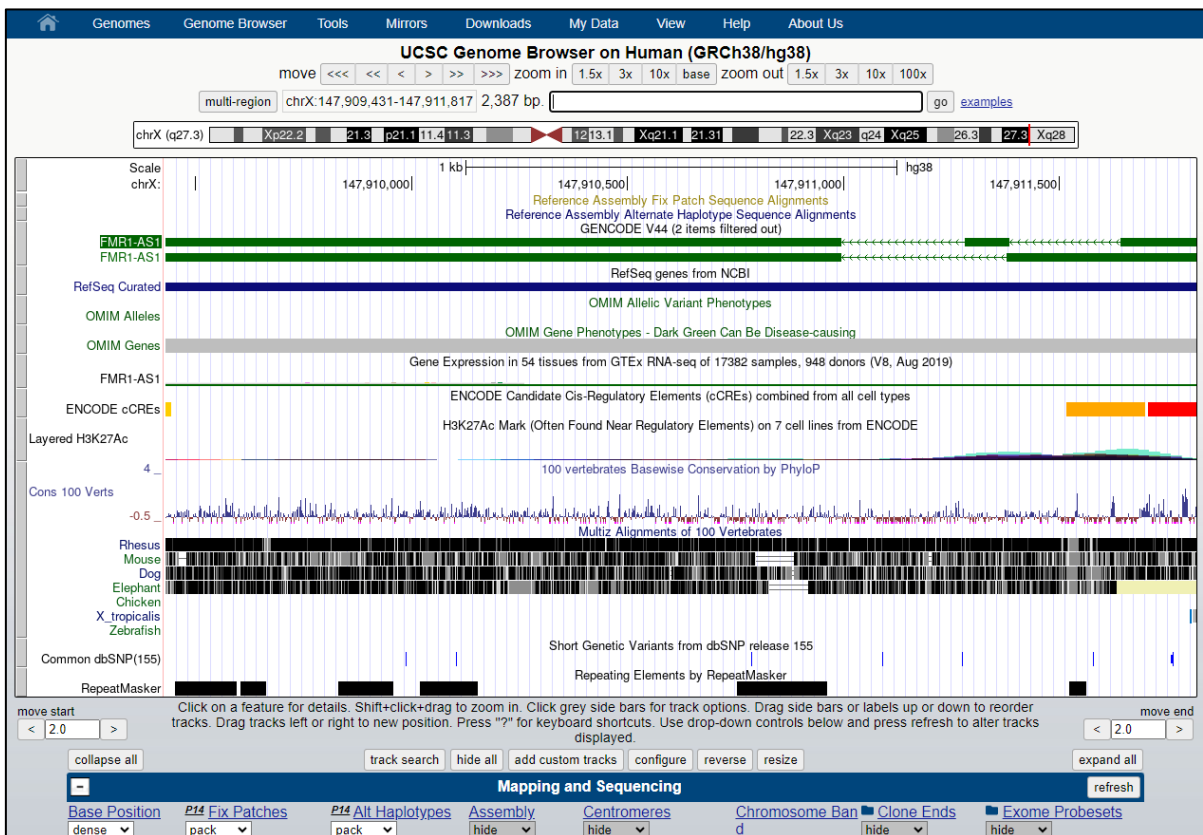 Genomes Genome Browser Tools Mirrors Downloads My Data View Help About Us
UCSC Genome Browser on Human (GRCh38/hg38)
move <<< << < > >> >>> zoom in 1.5x 3x 10x base zoom out 1.5x 3x 10x 100x
multi-region chrX:147,909,431-147,911,817 2,387 bp. go examples
chrX (q27.3) Xp22.2 21.3 p21.1 11.4 11.3 12 13.1 Xq21.1 21.31 22.3 Xq23 q24 Xq25 26.3 27.3 Xq28
Scale 1 kb hg38
chrX: 147,910,000 147,910,500 147,911,000 147,911,500
Reference Assembly Fix Patch Sequence Alignments
Reference Assembly Alternate Haplotype Sequence Alignments
GENCODE V44 (2 items filtered out)
FMR1-AS1
FMR1-AS1
RefSeq genes from NCBI
RefSeq Curated
OMIM Allelic Variant Phenotypes
OMIM Alleles
OMIM Gene Phenotypes - Dark Green Can Be Disease-causing
OMIM Genes
Gene Expression in 54 tissues from GTEx RNA-seq of 17382 samples, 948 donors (V8, Aug 2019)
FMR1-AS1
ENCODE Candidate Cis-Regulatory Elements (cCREs) combined from all cell types
ENCODE cCREs
H3K27Ac Mark (Often Found Near Regulatory Elements) on 7 cell lines from ENCODE
Layered H3K27Ac
100 vertebrates Basewise Conservation by PhyloP
4 _
Cons 100 Verts
-0.5 _
Multiz Alignments of 100 Vertebrates
Rhesus
Mouse
Dog
Elephant
Chicken
X_tropicalis
Zebrafish
Short Genetic Variants from dbSNP release 155
Common dbSNP(155)
Repeating Elements by RepeatMasker
RepeatMasker
move start
< 2.0 >
Click on a feature for details. Shift+click+drag to zoom in. Click grey side bars for track options. Drag side bars or labels up or down to reorder
tracks. Drag tracks left or right to new position. Press "?" for keyboard shortcuts. Use drop-down controls below and press refresh to alter tracks
displayed.
move end
< 2.0 >
collapse all track search hide all add custom tracks configure reverse resize expand all
- Mapping and Sequencing refresh
Base Position P14 Fix Patches P14 Alt Haplotypes Assembly Centromeres Chromosome Ban Clone Ends Exome Probesets
dense pack pack hide hide d hide hide